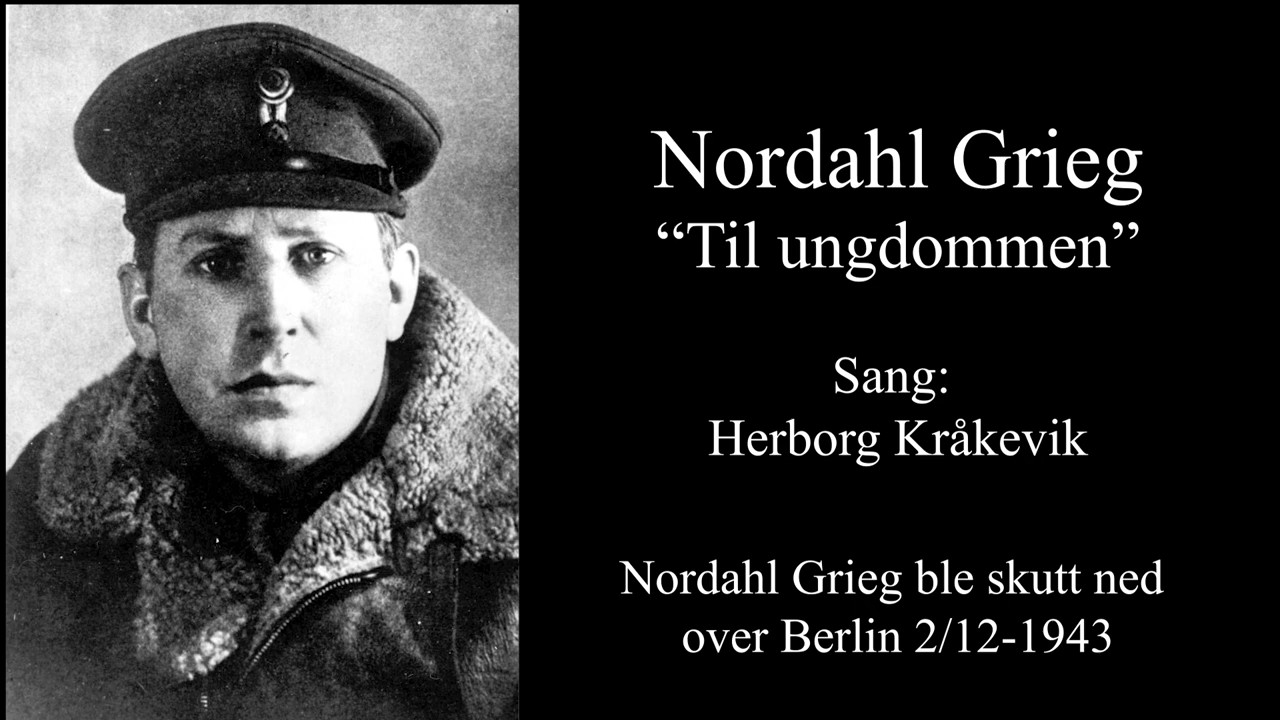 Nordahl Grieg
“Til ungdommen”
Sang:
Herborg Kråkevik
Nordahl Grieg ble skutt ned
over Berlin 2/12-1943